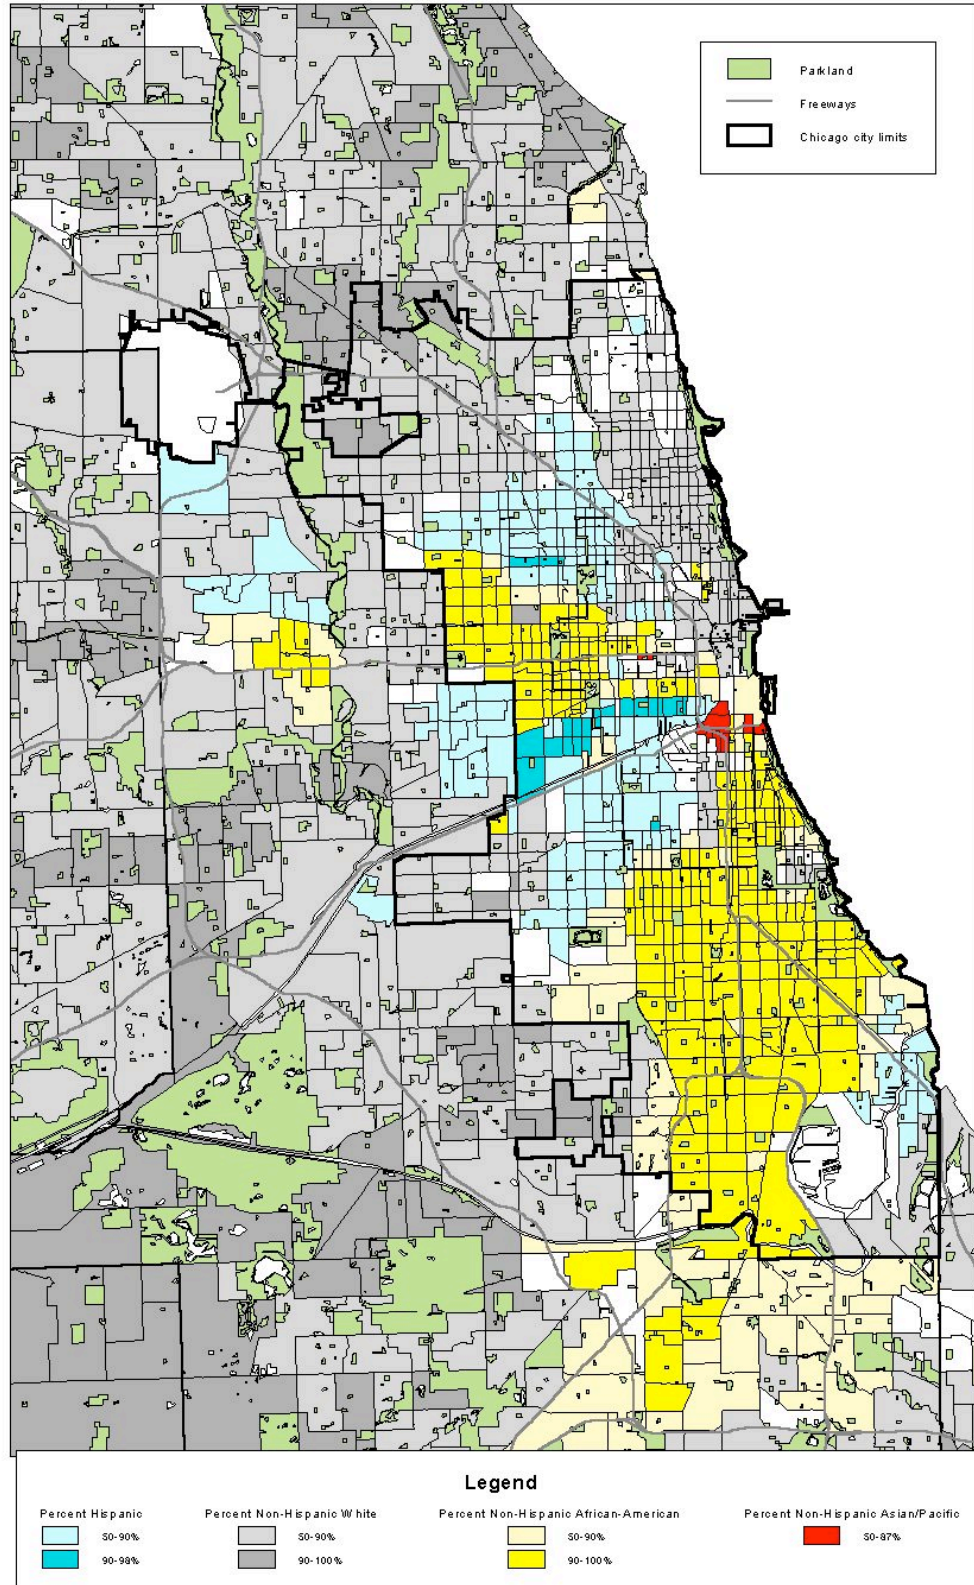 Parkland
Freeways
Chicago city limits
Legend
Percent Hispanic
50-90%
90-98%
Percent Non-Hispanic White
50-90%
90-100%
Percent Non-Hispanic African-American
50-90%
90-100%
Percent Non-Hispanic Asian/Pacific
50-87%